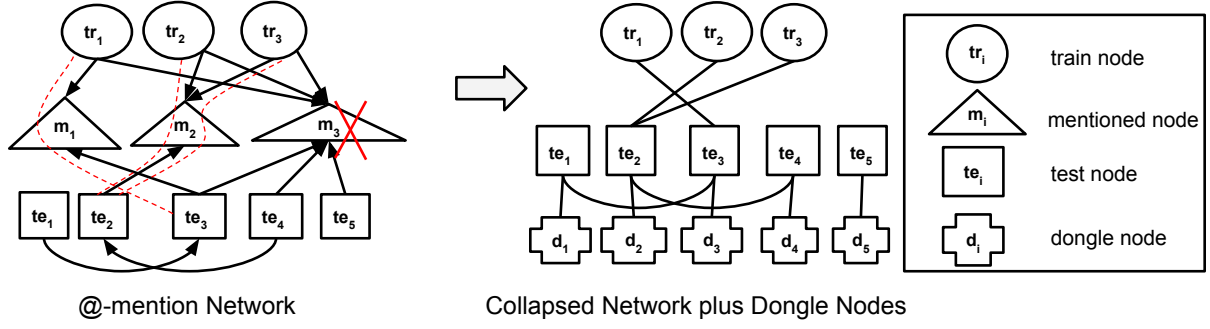 tr1 tr2 tr3
m1 m2 m3
te1 te2 te3 te4 te5
@-mention Network
tr1 tr2 tr3
te1 te2 te3 te4 te5
d1 d2 d3 d4 d5
Collapsed Network plus Dongle Nodes
tri train node
mi mentioned node
tei test node
di dongle node